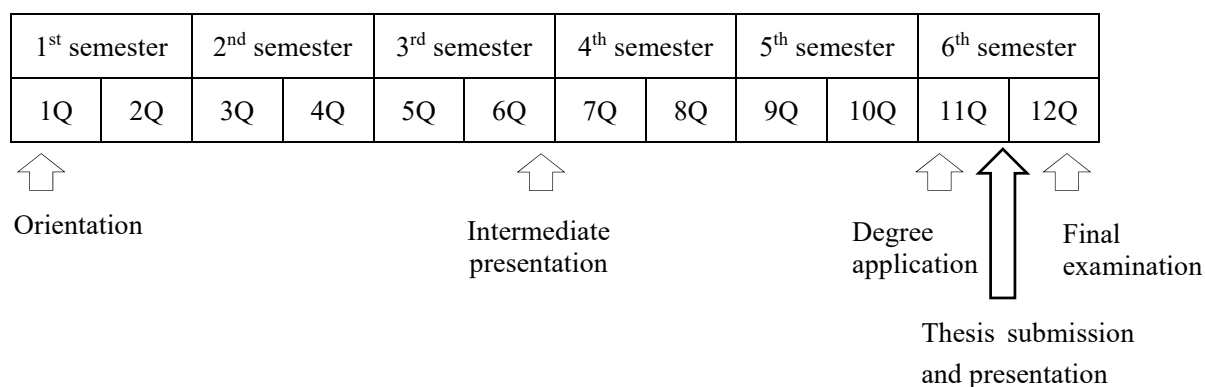 1st semester 2nd semester 3rd semester 4th semester 5th semester 6th semester
1Q 2Q 3Q 4Q 5Q 6Q 7Q 8Q 9Q 10Q 11Q 12Q
Orientation
Intermediate
presentation
Degree
application
Final
examination
Thesis submission
and presentation